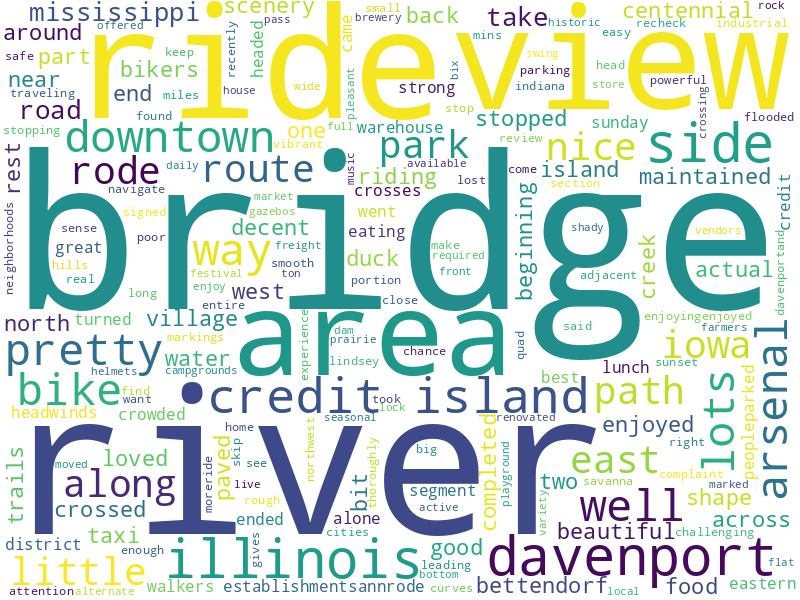 mississippi
scenery
back
take
centennial
rock
around
small
brewery
pass
historic
easy
recheck
industrial
offered
mins
swing
safe
part
bikers
keep
recently
headed
came
pleasant
ride
view
near
traveling
end
miles
strong
parking
head
powerful
road
house
wide
bix
indiana
store
crossing
found
stopped
flooded
stopping
downtown
one
full
warehouse
stop
sunday
nice
side
vibrant
review
rest
rode
route
park
music
available
island
maintained
daily
riding
crosses
lost
come
section
credit
navigate
market
signed
gazebos
went
beginning
bridge
neighborhoods
sense
poor
way
decent
eating
shady
vendors
great
hills
freight
duck
make
required
creek
real
festival
smooth
ton
portion
front
adjacent
actual
long
enjoy
west
entire
close
davenportand
north
turned
village
area
said
enjoyingenjoyed
markings
experience
dam
prairie
quad
farmers
pretty
water
lindsey
chance
iowa
helmets
campgrounds
lunch
sunset
best
arsenal
bike
find
want
credit island
path
lots
peopleparked
headwinds
crowded
took
lock
renovated
enjoyed
right
trails
home
seasonal
river
moved
loved
paved
skip
see
northwest
thoroughly
big
completed
playground
east
complaint
along
moreride
live
bit
segment
two
savanna
marked
crossed
rough
active
variety
well
shape
district
taxi
ended
alone
cities
beautiful
across
challenging
enough
gives
good
leading
davenport
flat
little
illinois
bottom
food
eastern
attention
alternate
walkers
establishmentsannrode
curves
bettendorf
local